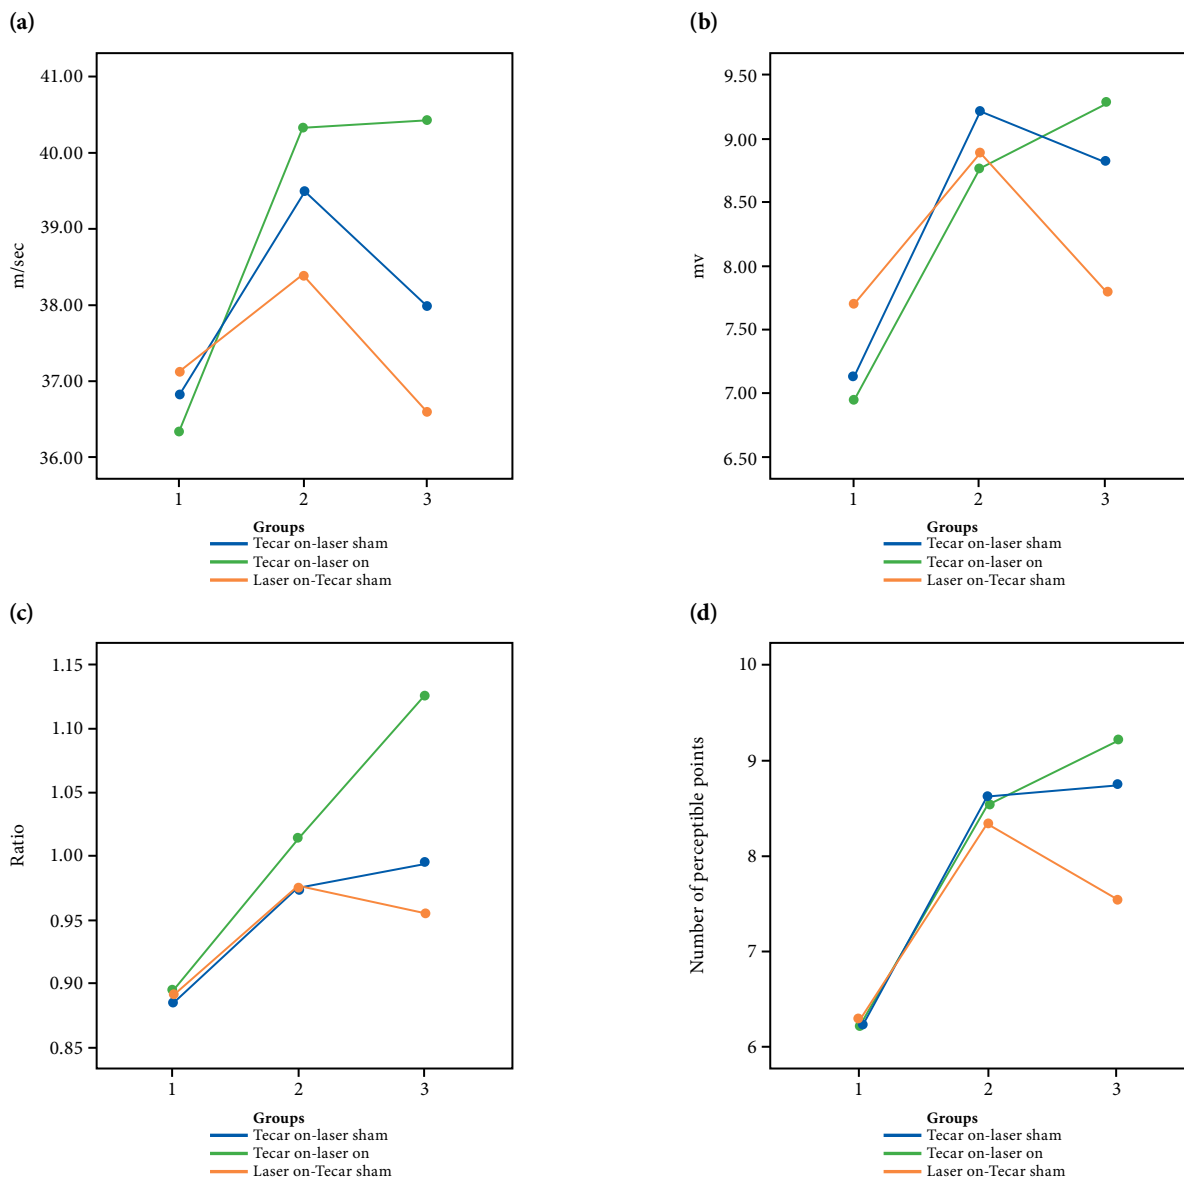 (a)
41.00
40.00
39.00
38.00
37.00
36.00
m/sec
1 2 3
Groups
Tecar on-laser sham
Tecar on-laser on
Laser on-Tecar sham
(b)
9.50
9.00
8.50
8.00
7.50
7.00
6.50
mv
1 2 3
Groups
Tecar on-laser sham
Tecar on-laser on
Laser on-Tecar sham
(c)
1.15
1.10
1.05
1.00
0.95
0.90
0.85
Ratio
1 2 3
Groups
Tecar on-laser sham
Tecar on-laser on
Laser on-Tecar sham
(d)
10
9
8
7
6
Number of perceptible points
1 2 3
Groups
Tecar on-laser sham
Tecar on-laser on
Laser on-Tecar sham